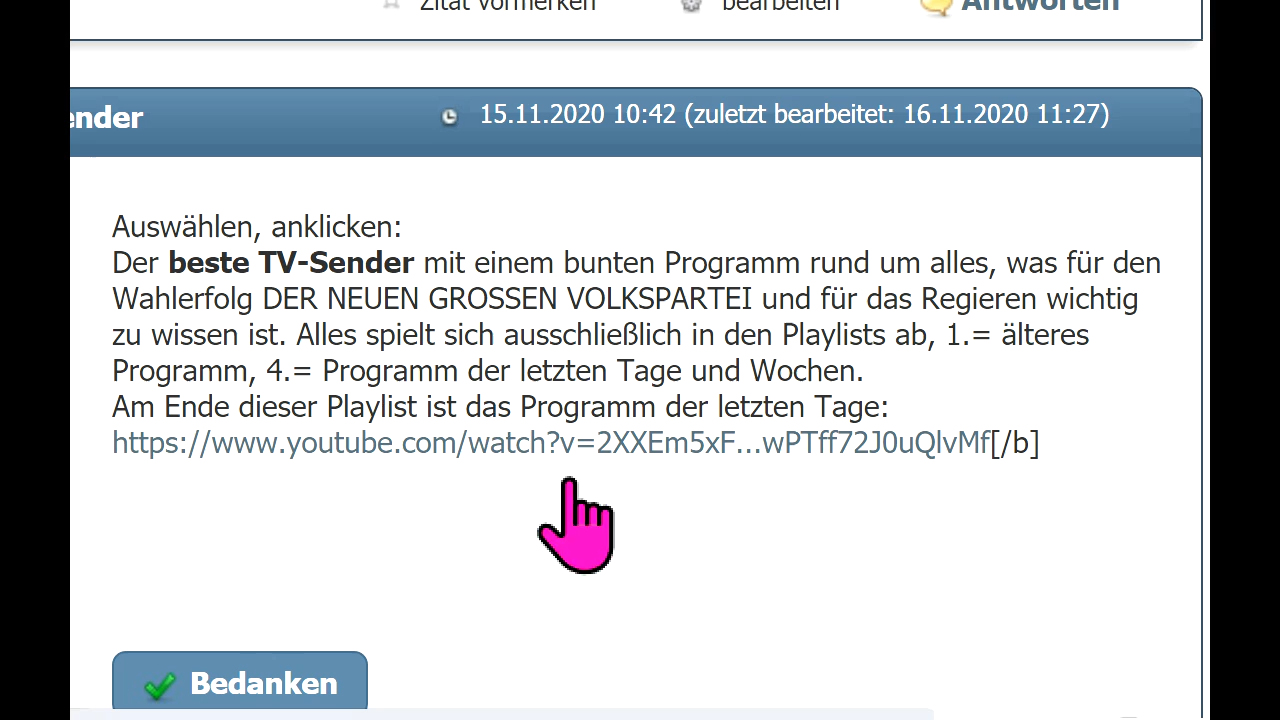 Zitat vormerken bearbeiten Antworten
ender 15.11.2020 10:42 (zuletzt bearbeitet: 16.11.2020 11:27)
Auswählen, anklicken:
Der beste TV-Sender mit einem bunten Programm rund um alles, was für den
Wahlerfolg DER NEUEN GROSSEN VOLKSPARTEI und für das Regieren wichtig
zu wissen ist. Alles spielt sich ausschließlich in den Playlists ab, 1.= älteres
Programm, 4.= Programm der letzten Tage und Wochen.
Am Ende dieser Playlist ist das Programm der letzten Tage:
https://www.youtube.com/watch?v=2XXEm5xF...wPTff72J0uQlvMf[/b]
Bedanken